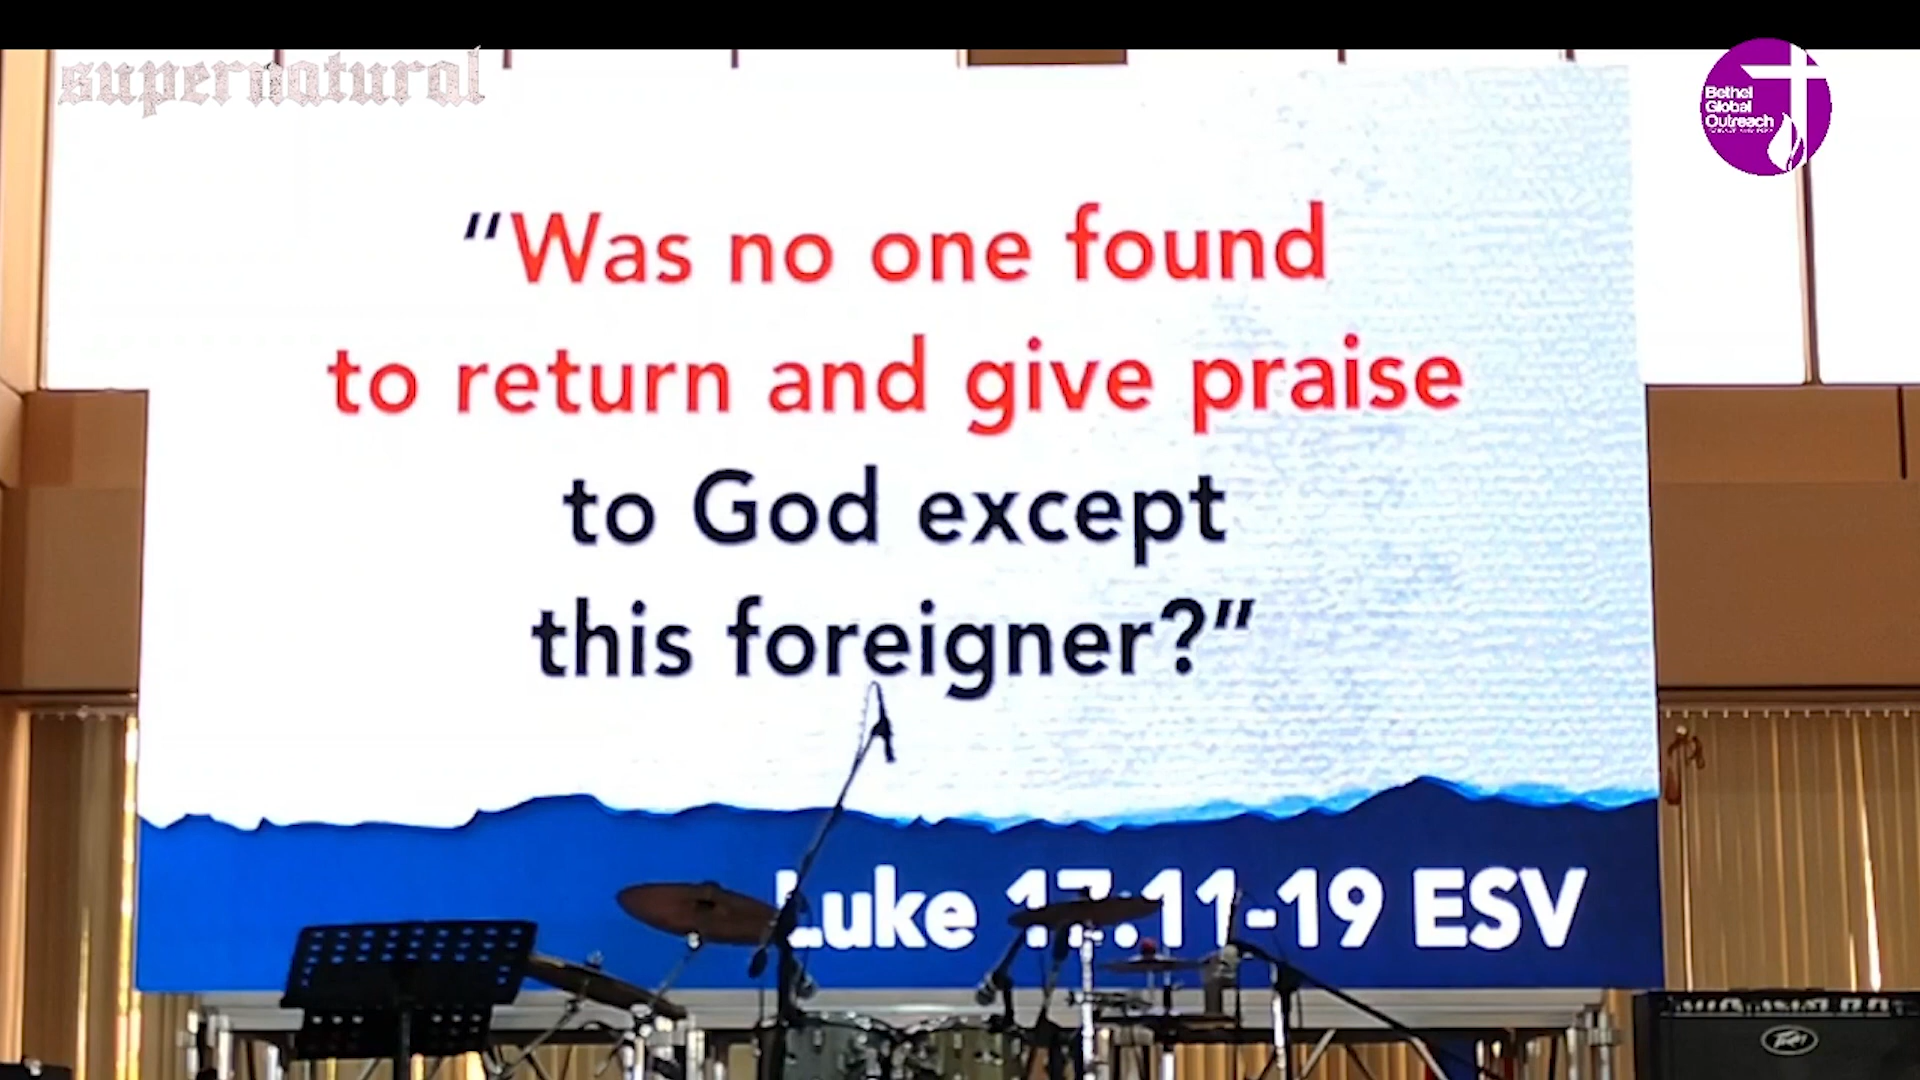 supernatural
Bethel
Global
Outreach
“Was no one found
to return and give praise
to God except
this foreigner?”
Luke 17:11-19 ESV
Peavey